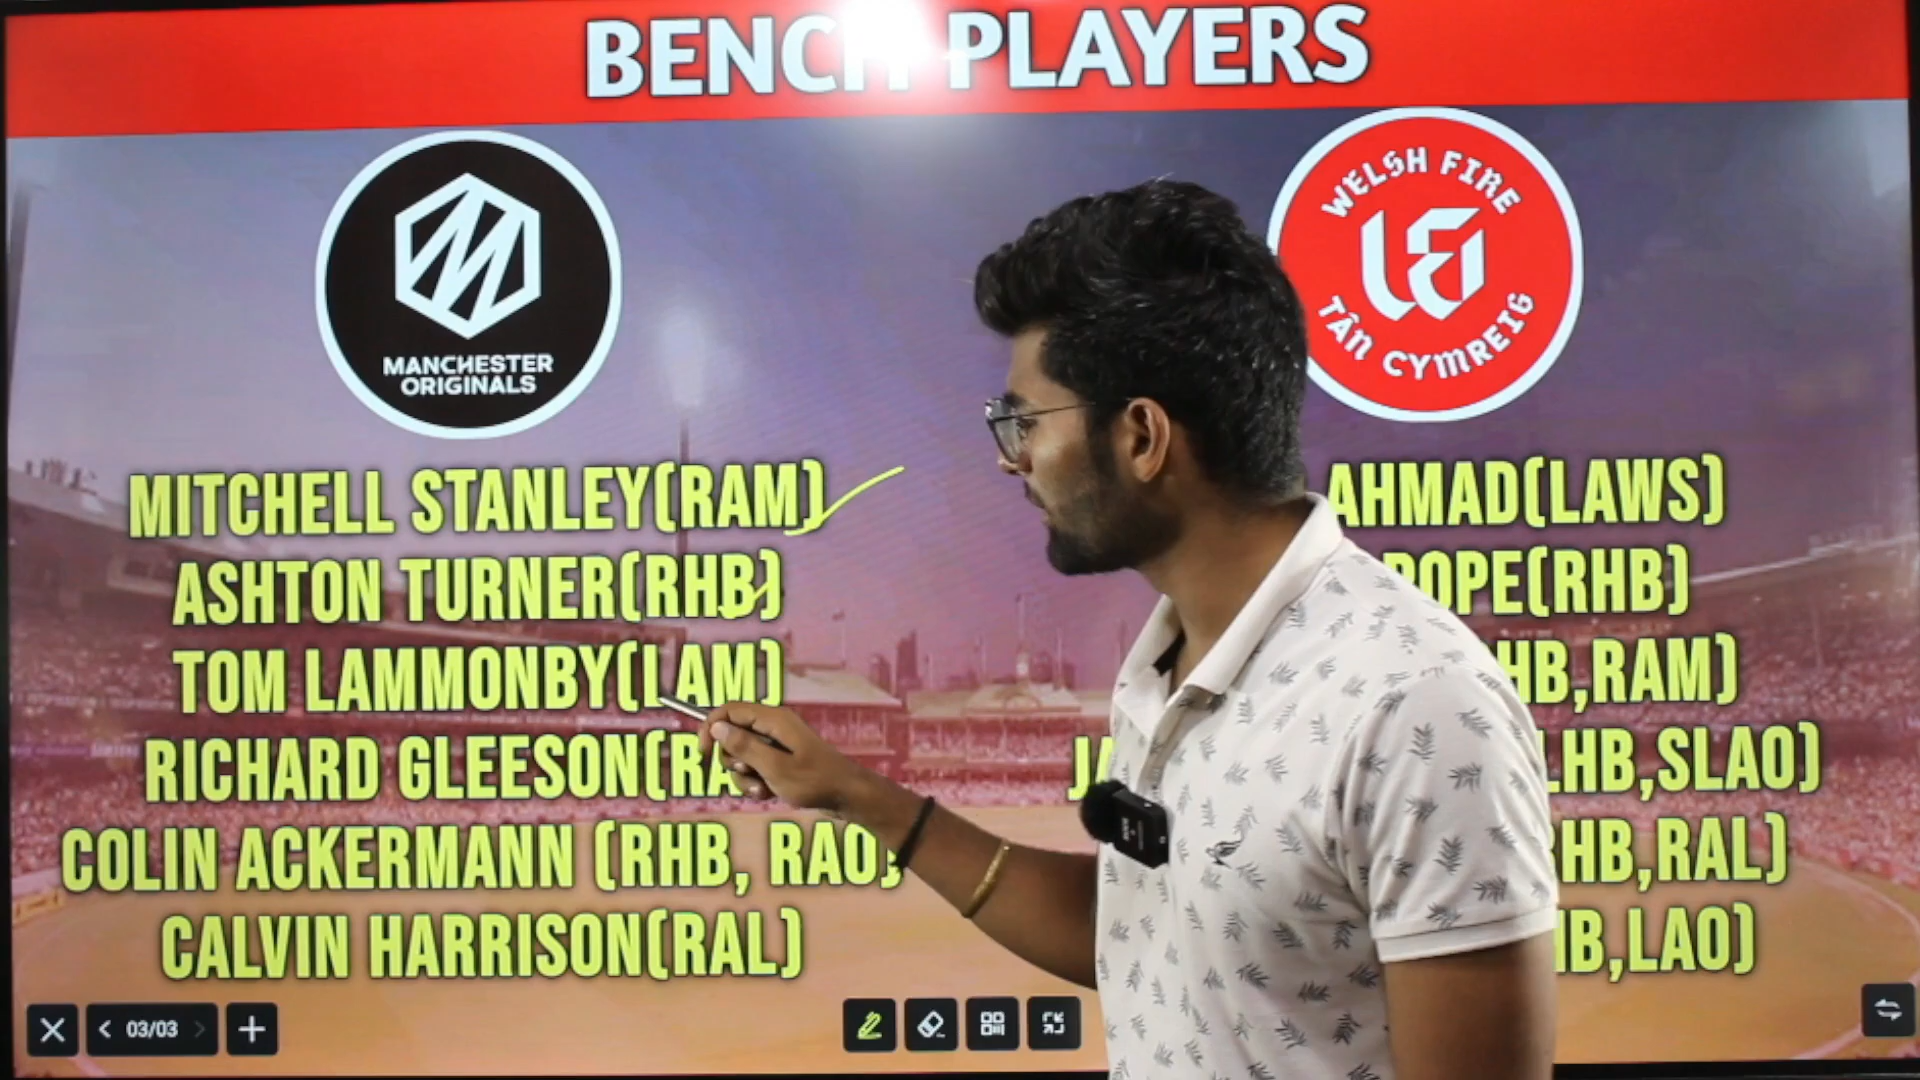 BENCH PLAYERS
MANCHESTER
ORIGINALS
WELSH FIRE
TÂN CYMREIG
MITCHELL STANLEY(RAM)
ASHTON TURNER(RHB)
TOM LAMMONBY(LAM)
RICHARD GLEESON(RA
COLIN ACKERMANN (RHB, RAO)
CALVIN HARRISON(RAL)
AHMAD(LAWS)
POPE(RHB)
HB,RAM)
LHB,SLAO)
RHB,RAL)
HB,LAO)
03/03